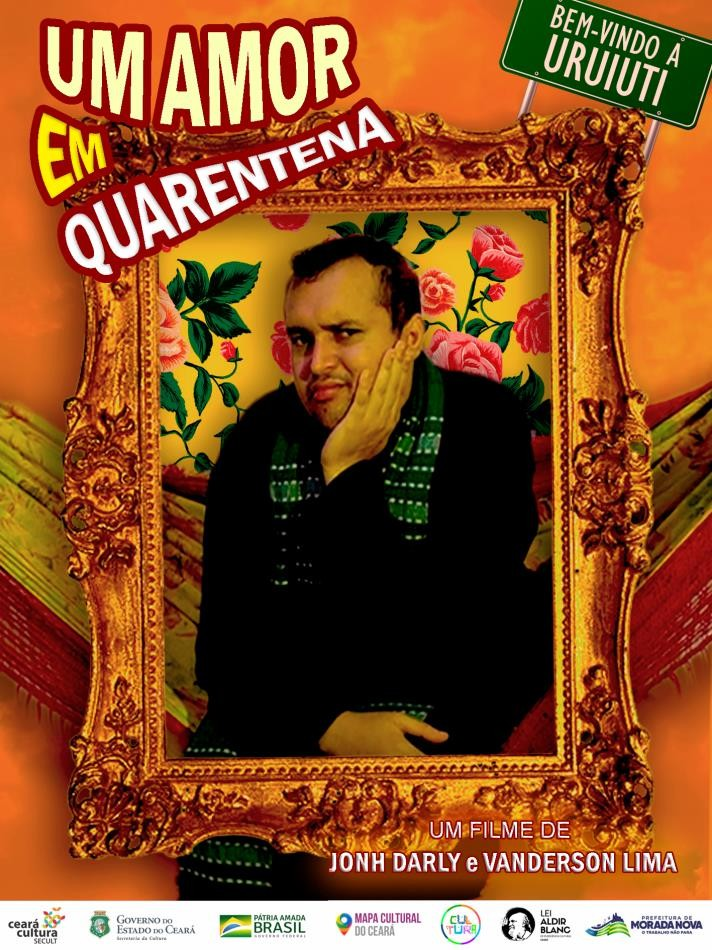 UM AMOR
EM
QUARENTENA
BEM-VINDO À
URUIUTI
UM FILME DE
JONH DARLY e VANDERSON LIMA
ceará
cultura
SECULT
GOVERNO DO
ESTADO DO CEARÁ
Secretaria da Cultura
PÁTRIA AMADA
BRASIL
GOVERNO FEDERAL
MAPA CULTURAL
DO CEARÁ
CULTURA
LEI
ALDIR
BLANC
PREFEITURA DE
MORADA NOVA
O TRABALHO NÃO PARA